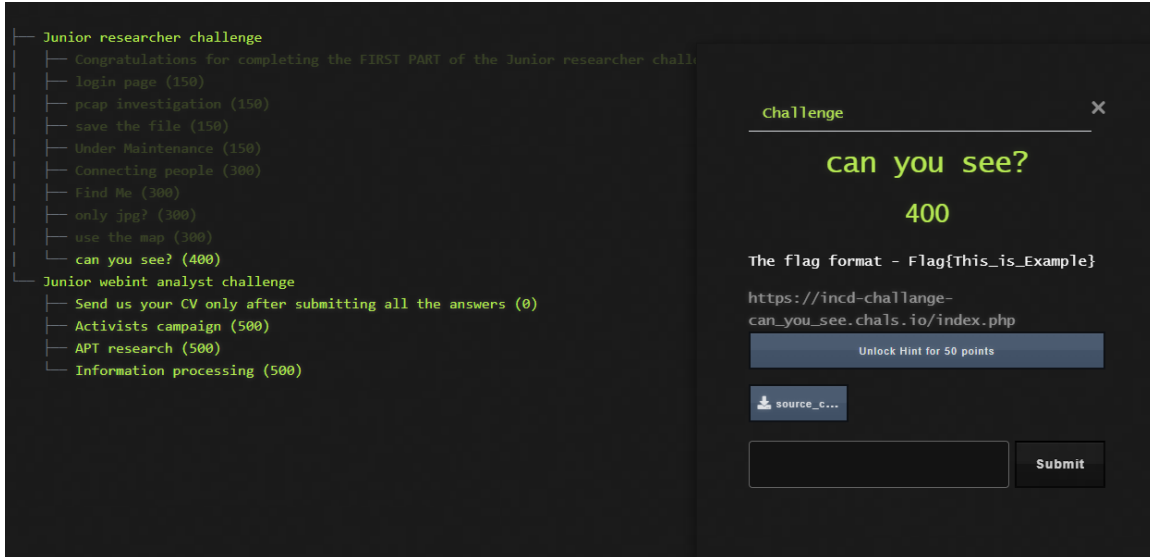 Junior researcher challenge
Congratulations for completing the FIRST PART of the Junior researcher chall
login page (150)
pcap investigation (150)
save the file (150)
Under Maintenance (150)
Connecting people (300)
Find Me (300)
only jpg? (300)
use the map (300)
can you see? (400)
Junior webint analyst challenge
Send us your CV only after submitting all the answers (0)
Activists campaign (500)
APT research (500)
Information processing (500)
Challenge ×
can you see?
400
The flag format - Flag{This_is_Example}
https://incd-challange-
can_you_see.chals.io/index.php
Unlock Hint for 50 points
source_c...
Submit